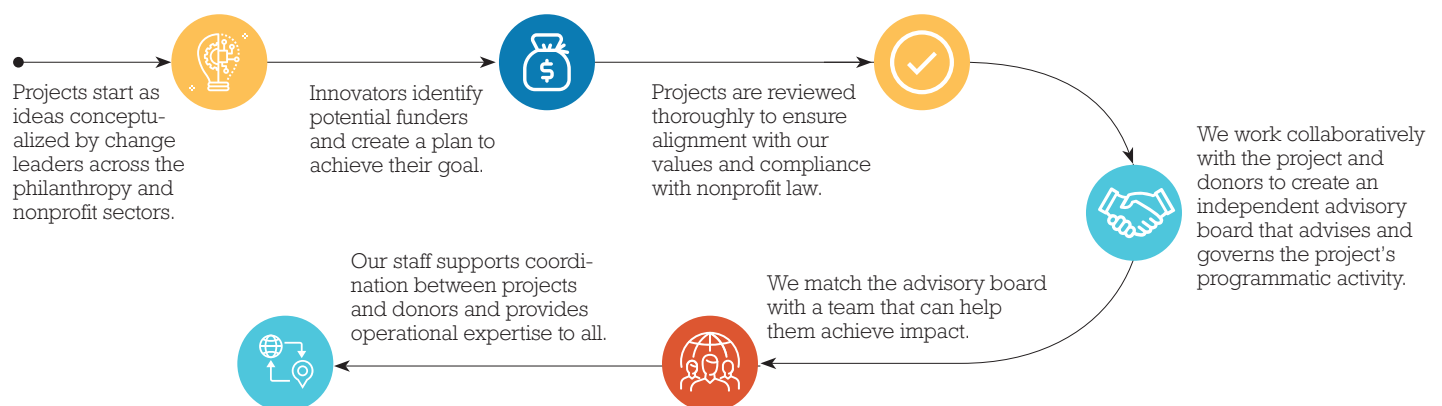 Projects start as
ideas conceptu-
alized by change
leaders across the
philanthropy and
nonprofit sectors.
Innovators identify
potential funders
and create a plan to
achieve their goal.
$
Projects are reviewed
thoroughly to ensure
alignment with our
values and compliance
with nonprofit law.
We work collaboratively
with the project and
donors to create an
independent advisory
board that advises and
governs the project's
programmatic activity.
We match the advisory board
with a team that can help
them achieve impact.
Our staff supports coordi-
nation between projects
and donors and provides
operational expertise to all.